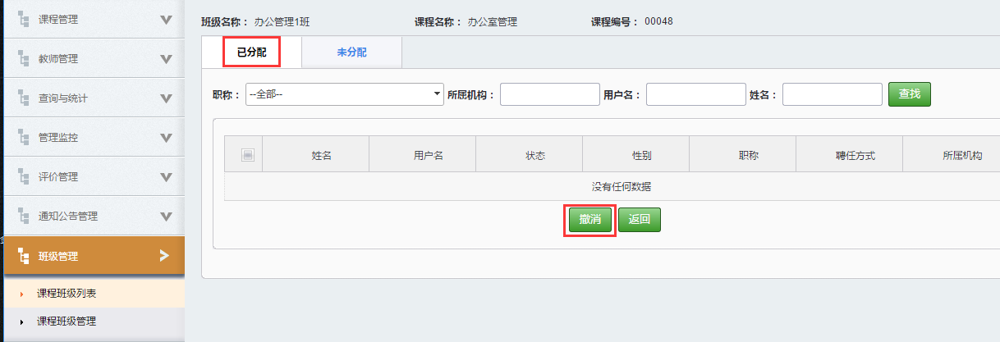 课程管理
教师管理
查询与统计
管理监控
评价管理
通知公告管理
班级管理
课程班级列表
课程班级管理
班级名称： 办公管理1班 课程名称： 办公室管理 课程编号： 00048
已分配 未分配
职称： --全部-- 所属机构： 用户名： 姓名： 查找
姓名 用户名 状态 性别 职称 聘任方式 所属机构
没有任何数据
撤消 返回